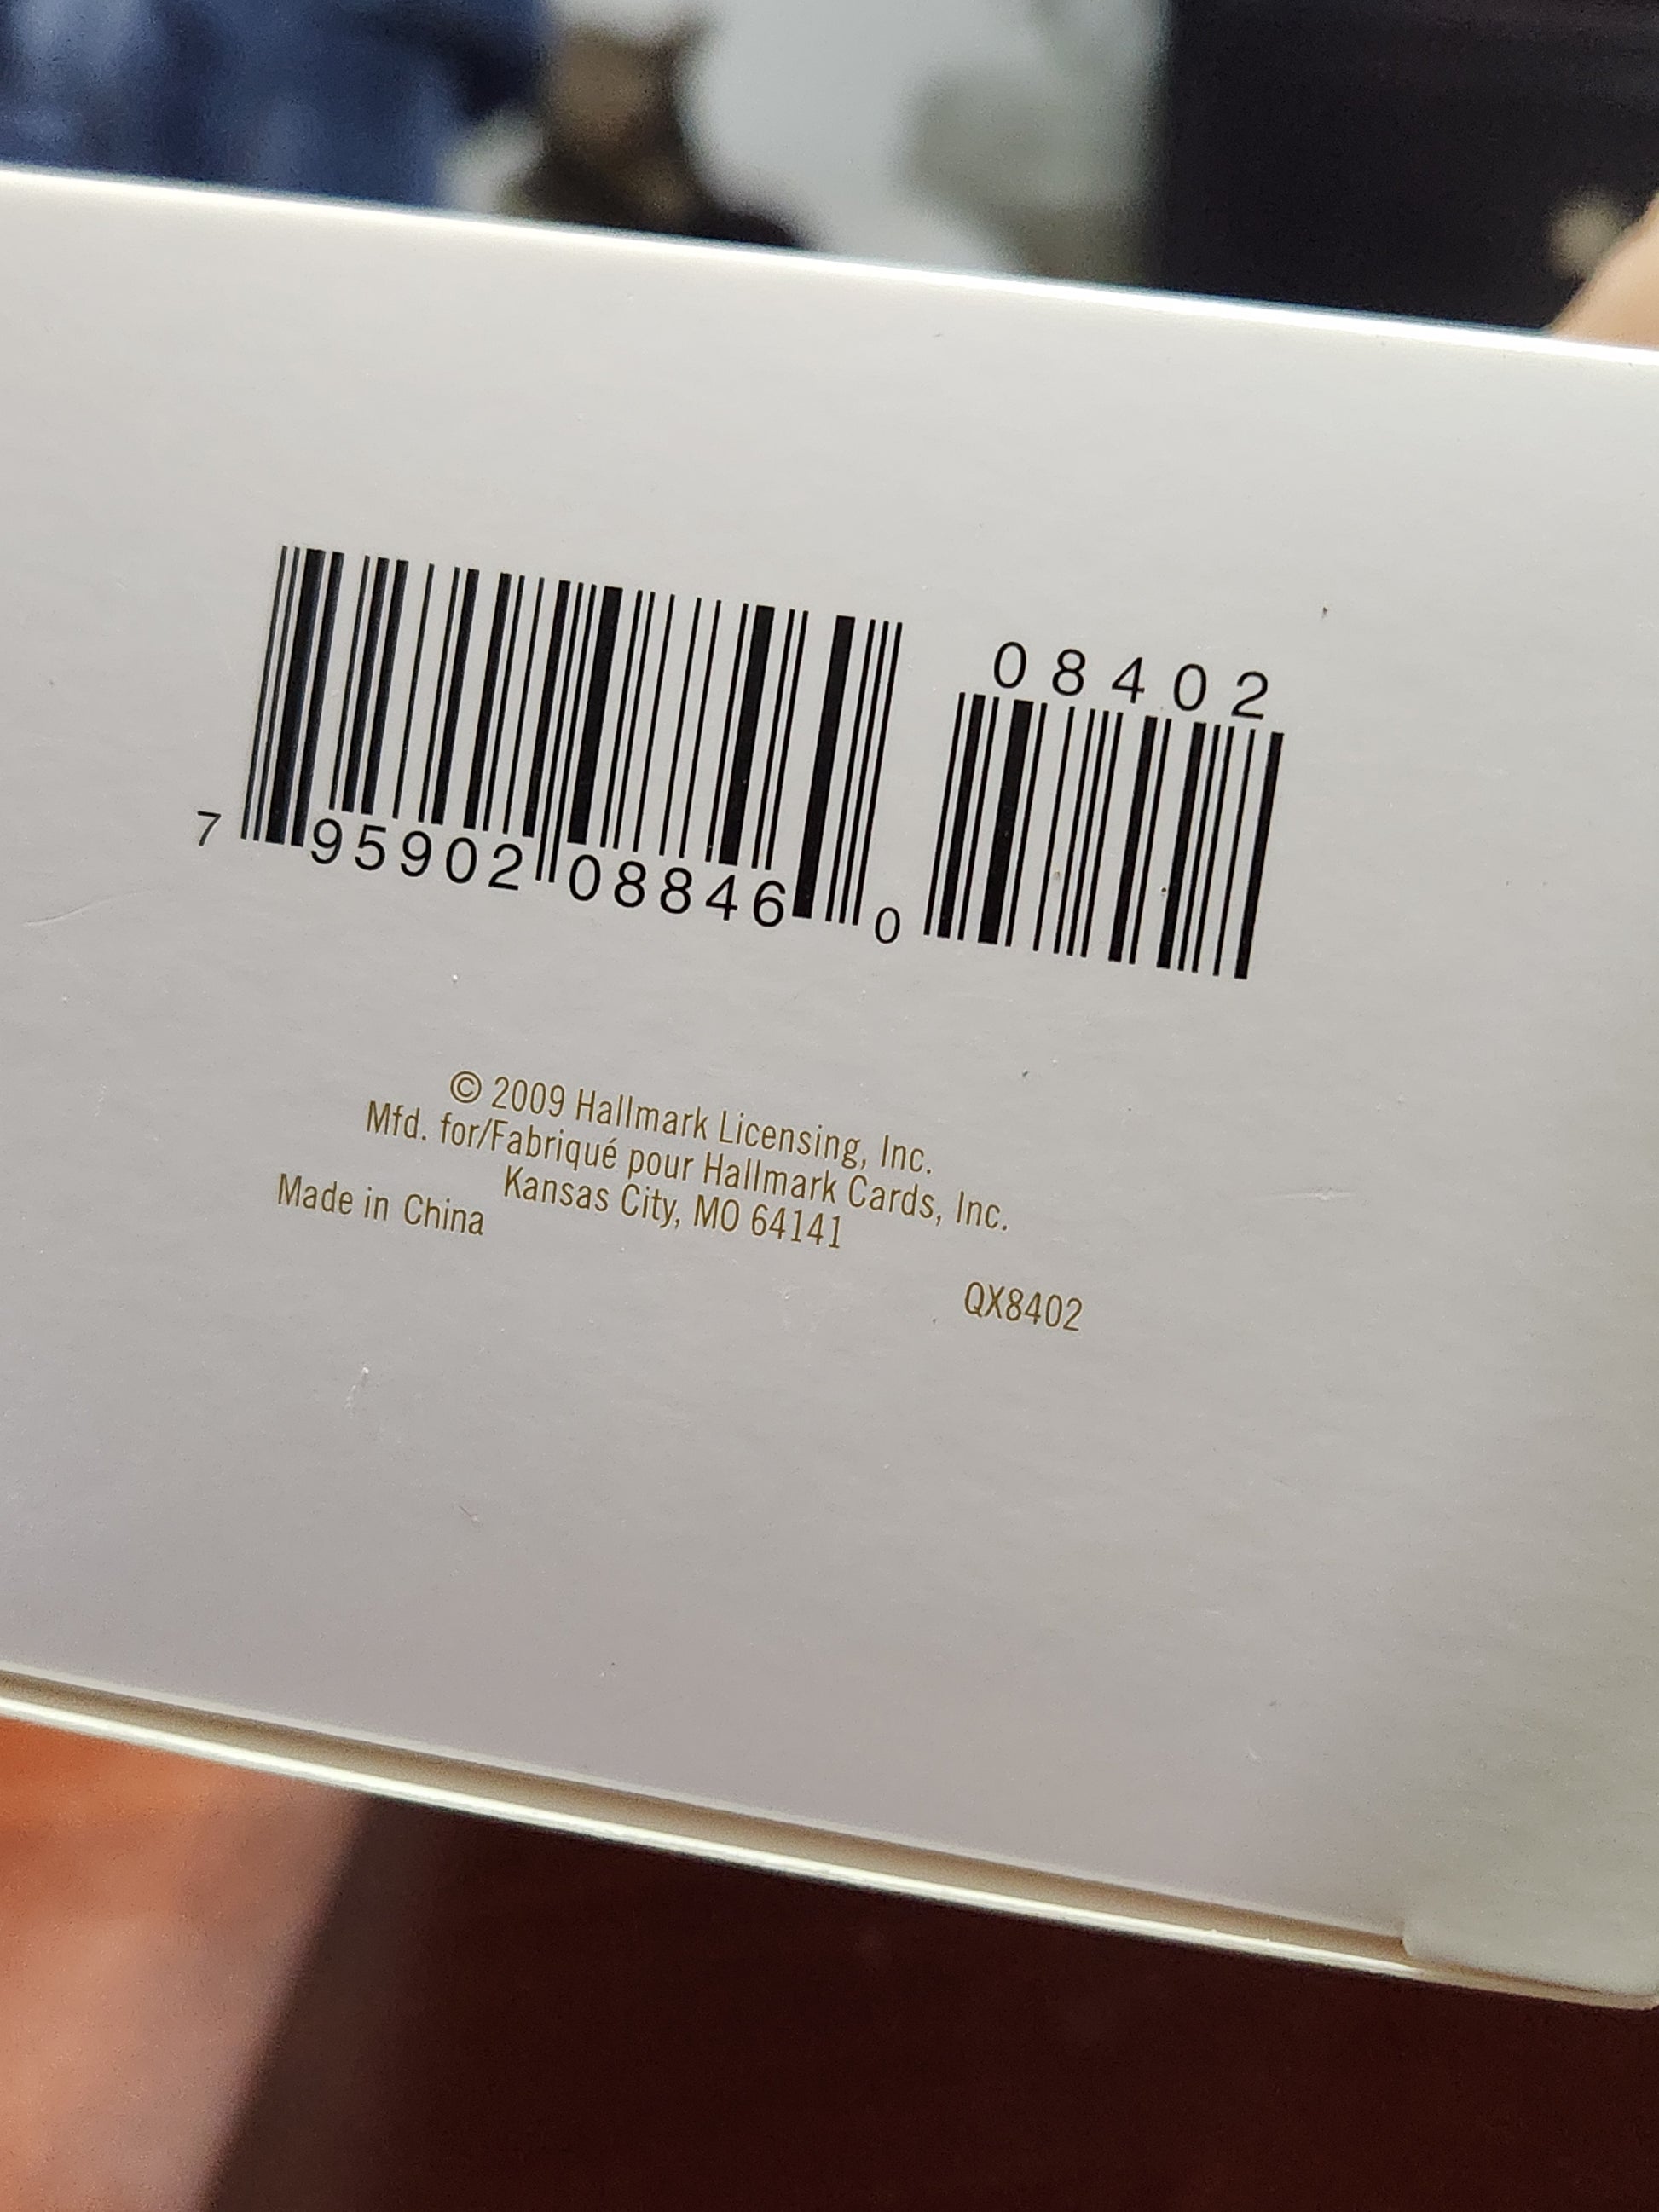 08402
7 95902 08846 0
© 2009 Hallmark Licensing, Inc.
Mfd. for/Fabriqué pour Hallmark Cards, Inc.
Kansas City, MO 64141
Made in China
QX8402